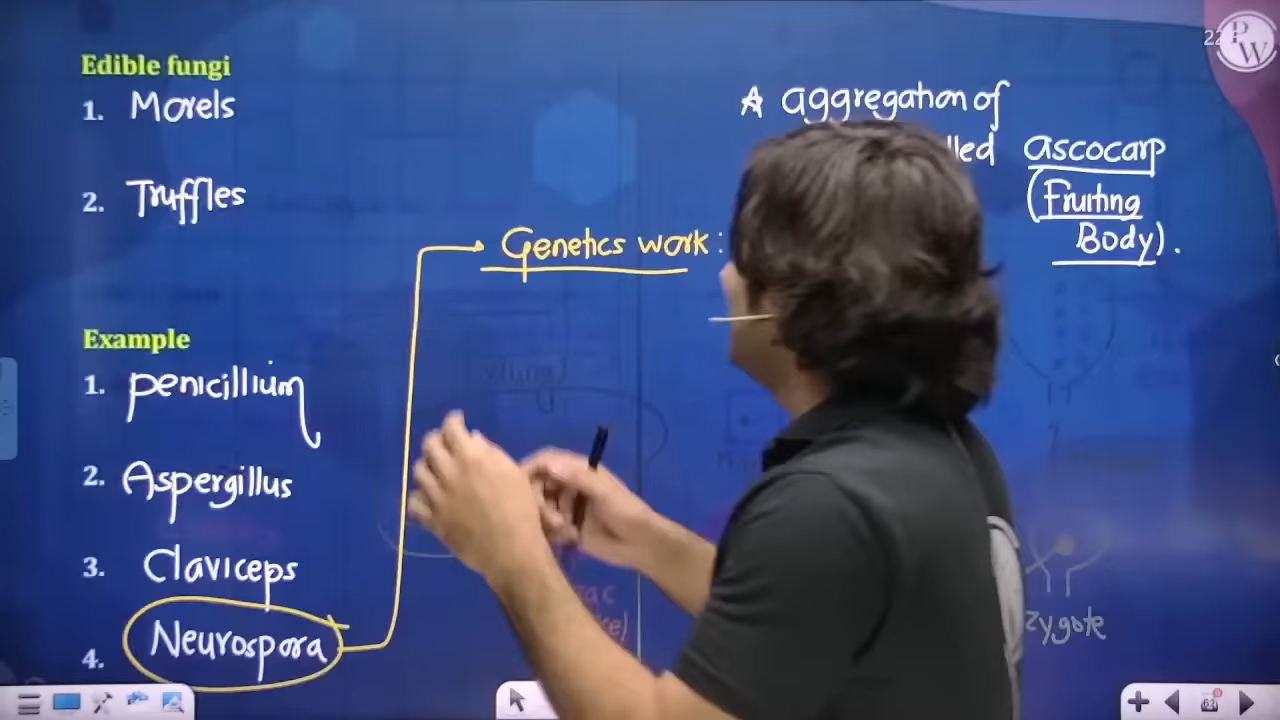 Edible fungi
1. Morels
2. Truffles
Example
1. penicillium
2. Aspergillus
3. Claviceps
4. Neurospora
Genetics work:
A aggregation of
ascocarp
(Fruiting
Body).
zygote
22
PW